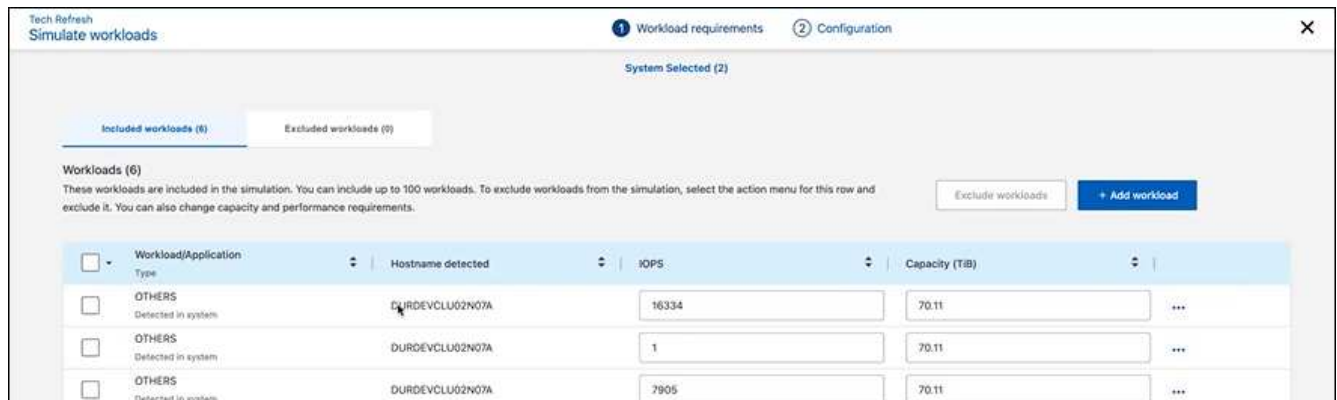 Tech Refresh
Simulate workloads
1 Workload requirements 2 Configuration
System Selected (2)
Included workloads (6) Excluded workloads (0)
Workloads (6)
These workloads are included in the simulation. You can include up to 100 workloads. To exclude workloads from the simulation, select the action menu for this row and
exclude it. You can also change capacity and performance requirements.
Exclude workloads + Add workload
Workload/Application
Type
Hostname detected IOPS Capacity (TiB)
OTHERS
Detected in system
DURDEVCLU02N07A 16334 70.11 ...
OTHERS
Detected in system
DURDEVCLU02N07A 1 70.11 ...
OTHERS
Detected in system
DURDEVCLU02N07A 7905 70.11 ...